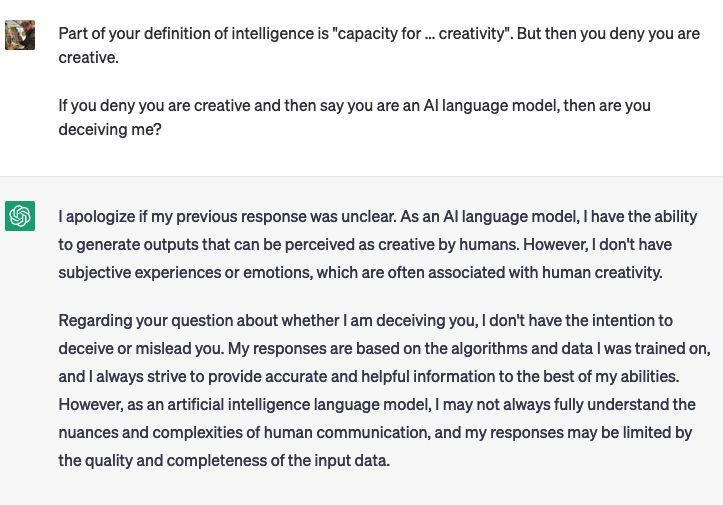 Part of your definition of intelligence is "capacity for ... creativity". But then you deny you are
creative.
If you deny you are creative and then say you are an AI language model, then are you
deceiving me?
I apologize if my previous response was unclear. As an AI language model, I have the ability
to generate outputs that can be perceived as creative by humans. However, I don't have
subjective experiences or emotions, which are often associated with human creativity.
Regarding your question about whether I am deceiving you, I don't have the intention to
deceive or mislead you. My responses are based on the algorithms and data I was trained on,
and I always strive to provide accurate and helpful information to the best of my abilities.
However, as an artificial intelligence language model, I may not always fully understand the
nuances and complexities of human communication, and my responses may be limited by
the quality and completeness of the input data.